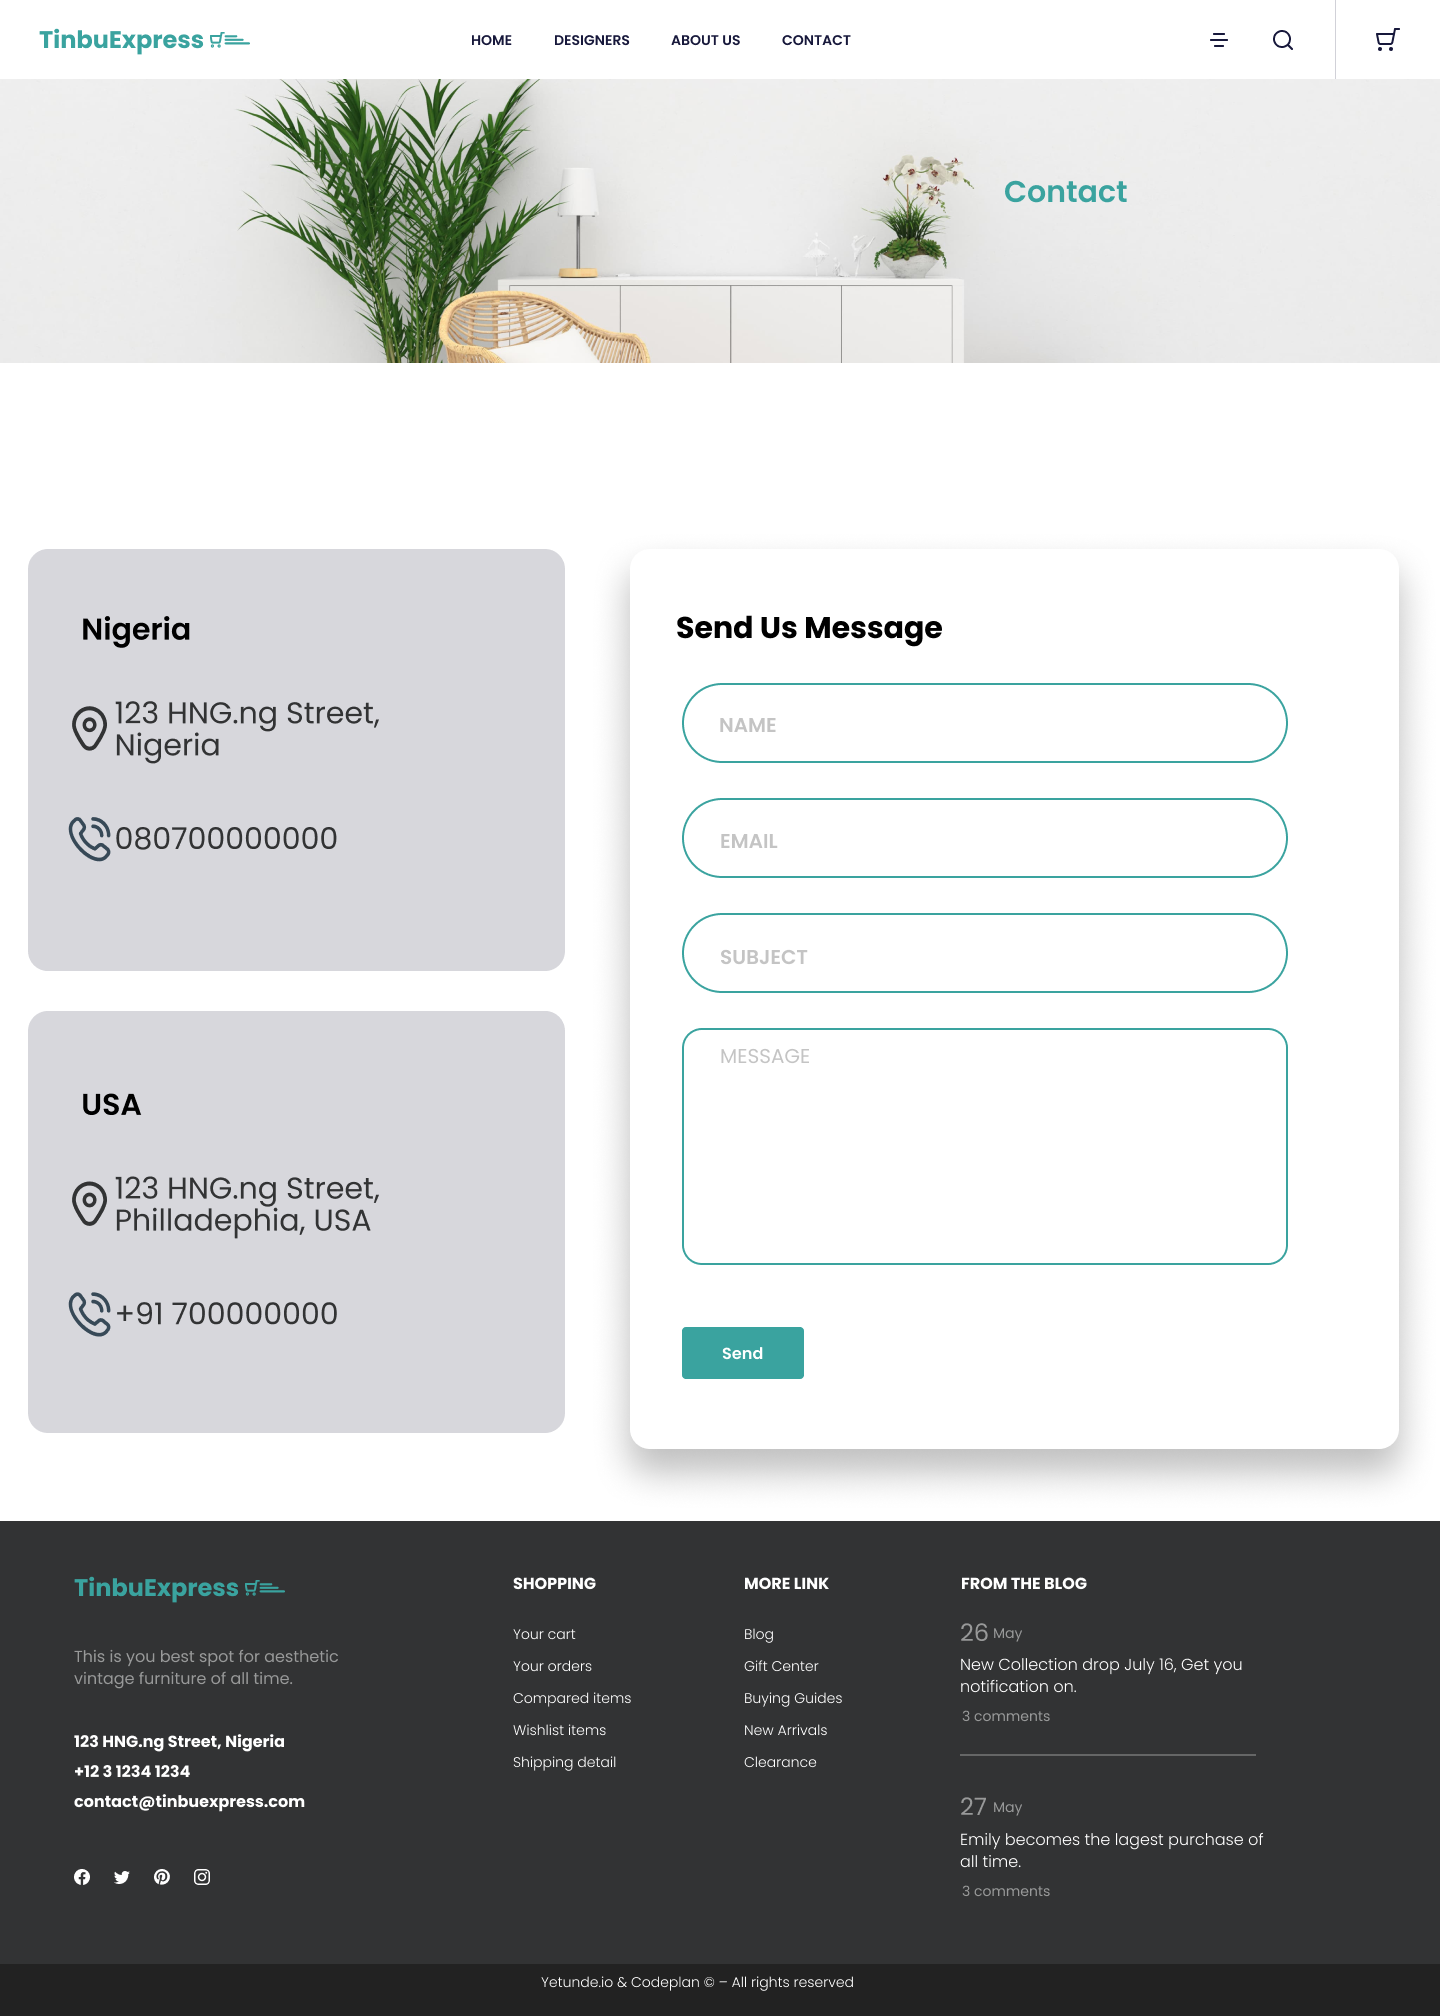 TinbuExpress
HOME
DESIGNERS
ABOUT US
CONTACT
Contact
Nigeria
123 HNG.ng Street,
Nigeria
080700000000
USA
123 HNG.ng Street,
Philladephia, USA
+91 700000000
Send Us Message
NAME
EMAIL
SUBJECT
MESSAGE
Send
TinbuExpress
This is you best spot for aesthetic
vintage furniture of all time.
123 HNG.ng Street, Nigeria
+12 3 1234 1234
contact@tinbuexpress.com
SHOPPING
Your cart
Your orders
Compared items
Wishlist items
Shipping detail
MORE LINK
Blog
Gift Center
Buying Guides
New Arrivals
Clearance
FROM THE BLOG
26 May
New Collection drop July 16, Get you
notification on.
3 comments
27 May
Emily becomes the lagest purchase of
all time.
3 comments
Yetunde.io & Codeplan © – All rights reserved